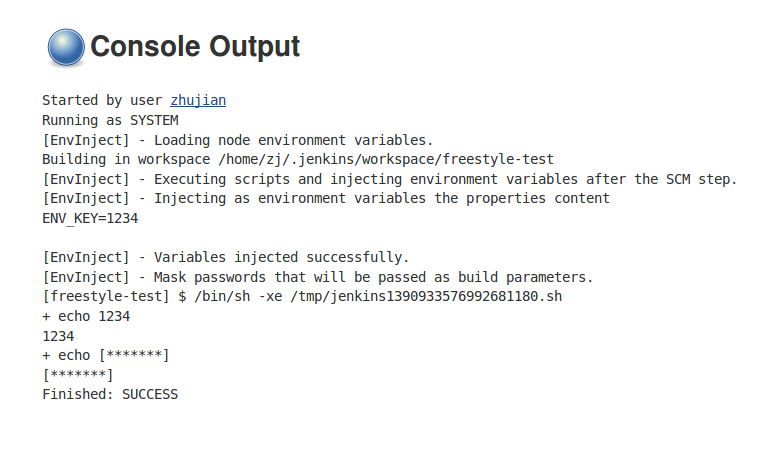 Console Output
Started by user zhujian
Running as SYSTEM
[EnvInject] - Loading node environment variables.
Building in workspace /home/zj/.jenkins/workspace/freestyle-test
[EnvInject] - Executing scripts and injecting environment variables after the SCM step.
[EnvInject] - Injecting as environment variables the properties content
ENV_KEY=1234
[EnvInject] - Variables injected successfully.
[EnvInject] - Mask passwords that will be passed as build parameters.
[freestyle-test] $ /bin/sh -xe /tmp/jenkins1390933576992681180.sh
+ echo 1234
1234
+ echo [*******]
[*******]
Finished: SUCCESS